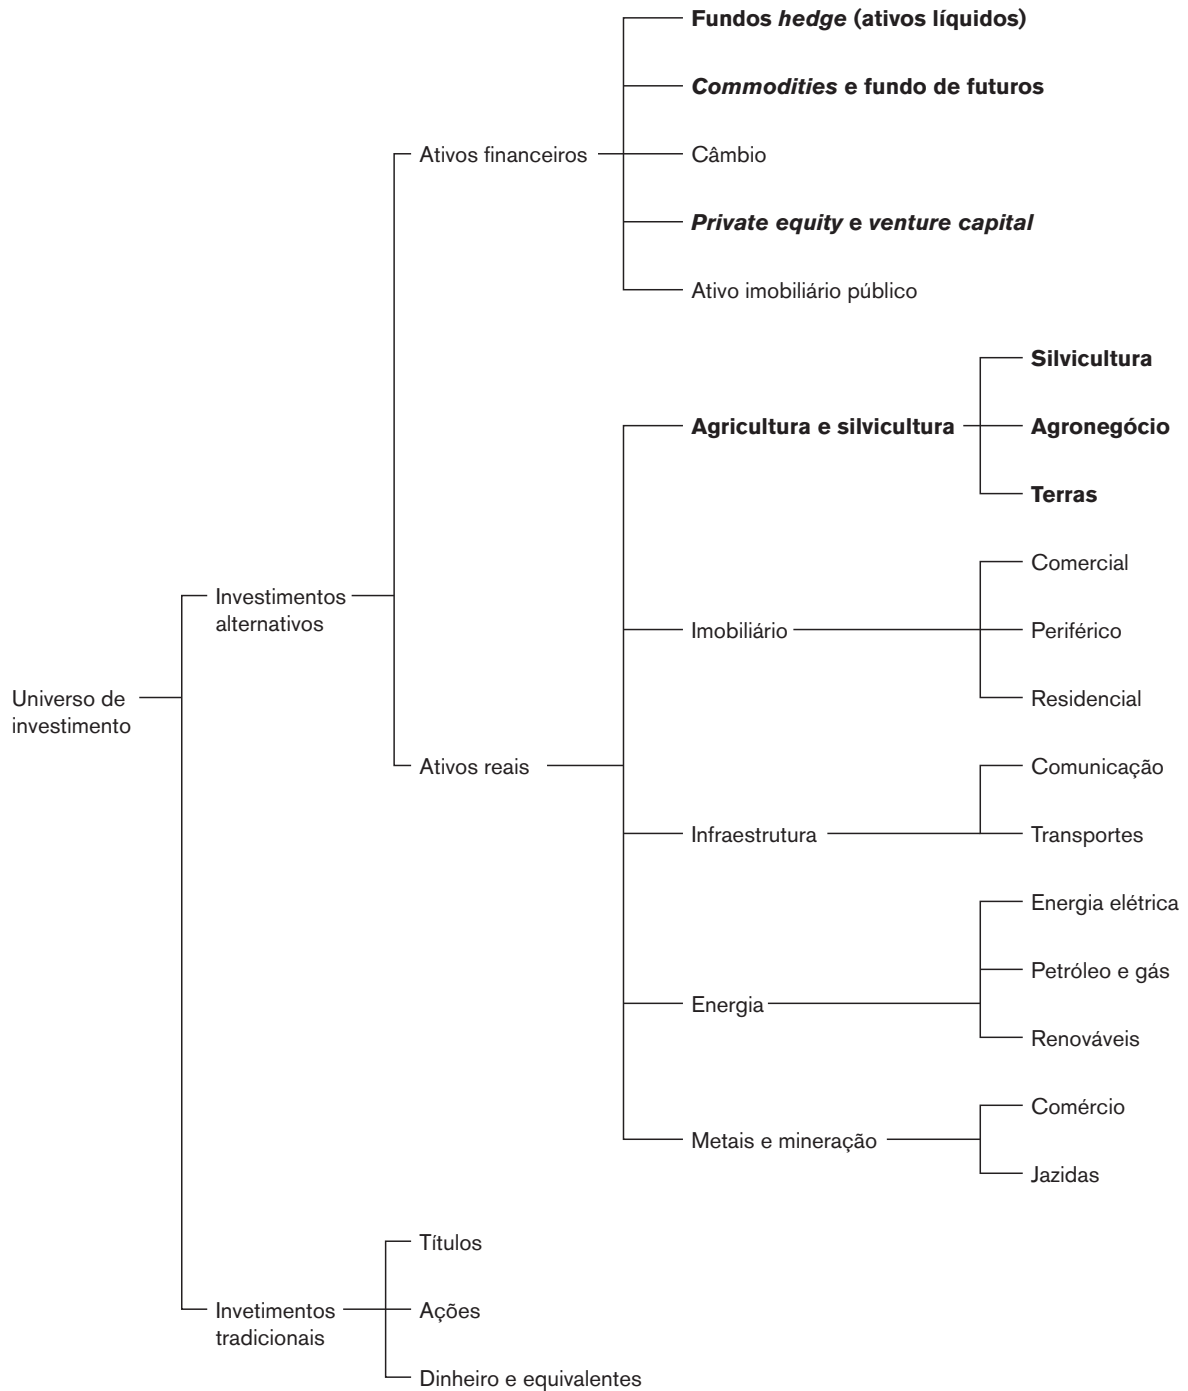 Fundos hedge (ativos líquidos)
Commodities e fundo de futuros
Ativos financeiros
Câmbio
Private equity e venture capital
Ativo imobiliário público
Silvicultura
Agricultura e silvicultura
Agronegócio
Terras
Comercial
Investimentos
alternativos
Imobiliário
Periférico
Universo de
investimento
Residencial
Ativos reais
Comunicação
Infraestrutura
Transportes
Energia elétrica
Petróleo e gás
Energia
Renováveis
Comércio
Metais e mineração
Jazidas
Títulos
Invetimentos
tradicionais
Ações
Dinheiro e equivalentes